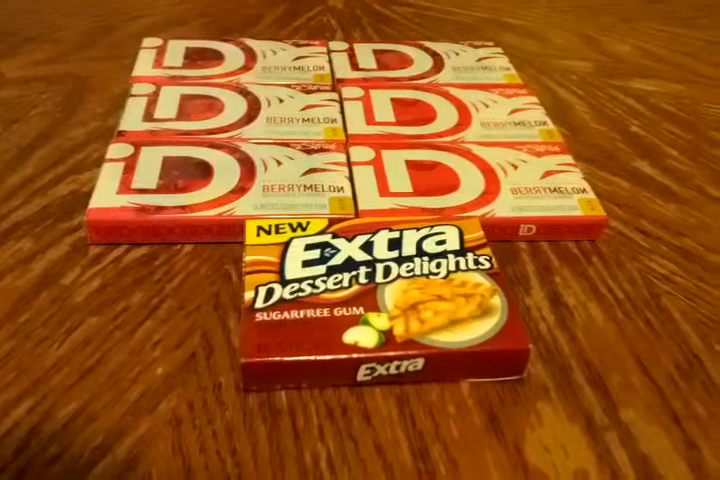 iD
BERRYMELON
iD
BERRYMELON
iD
BERRYMELON
iD
BERRYMELON
iD
BERRYMELON
iD
BERRYMELON
iD
NEW
Extra
Dessert Delights
SUGARFREE GUM
Extra